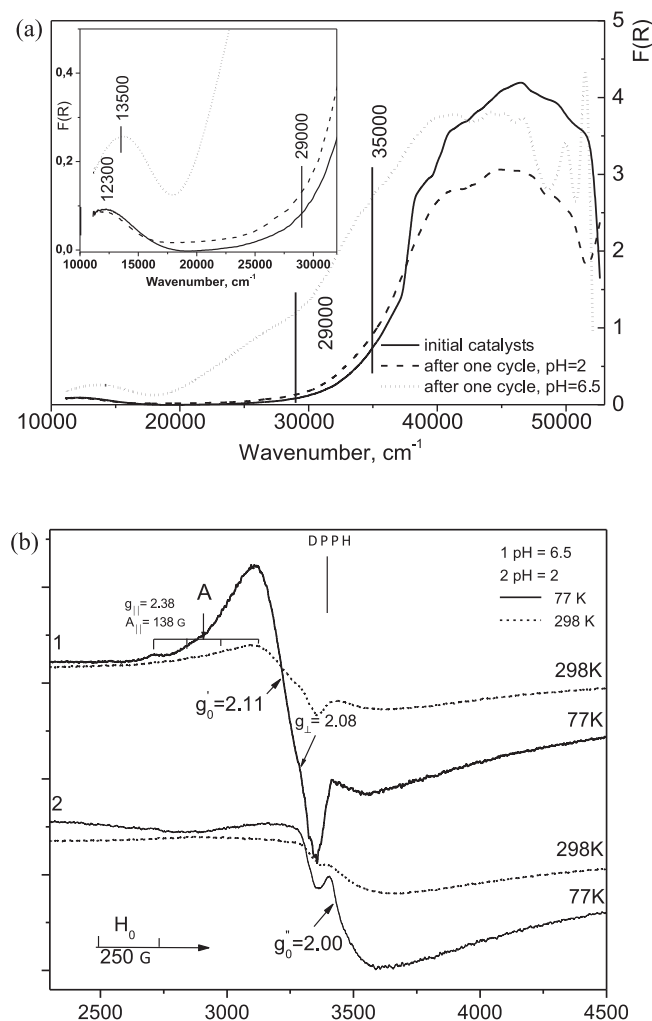 (a)
5
4
3
2
1
0
F(R)
0,4
0,2
0,0
F(R)
12300
13500
29000
10000 15000 20000 25000 30000
Wavenumber, cm-1
29000
35000
initial catalysts
after one cycle, pH=2
after one cycle, pH=6.5
10000 20000 30000 40000 50000
Wavenumber, cm-1
(b)
DPPH
1 pH = 6.5
2 pH = 2
77 K
298 K
g||= 2.38
A||= 138 G
A
1
g'0=2.11
g⊥= 2.08
298K
77K
2
298K
77K
H0
250 G
g"0=2.00
2500 3000 3500 4000 4500